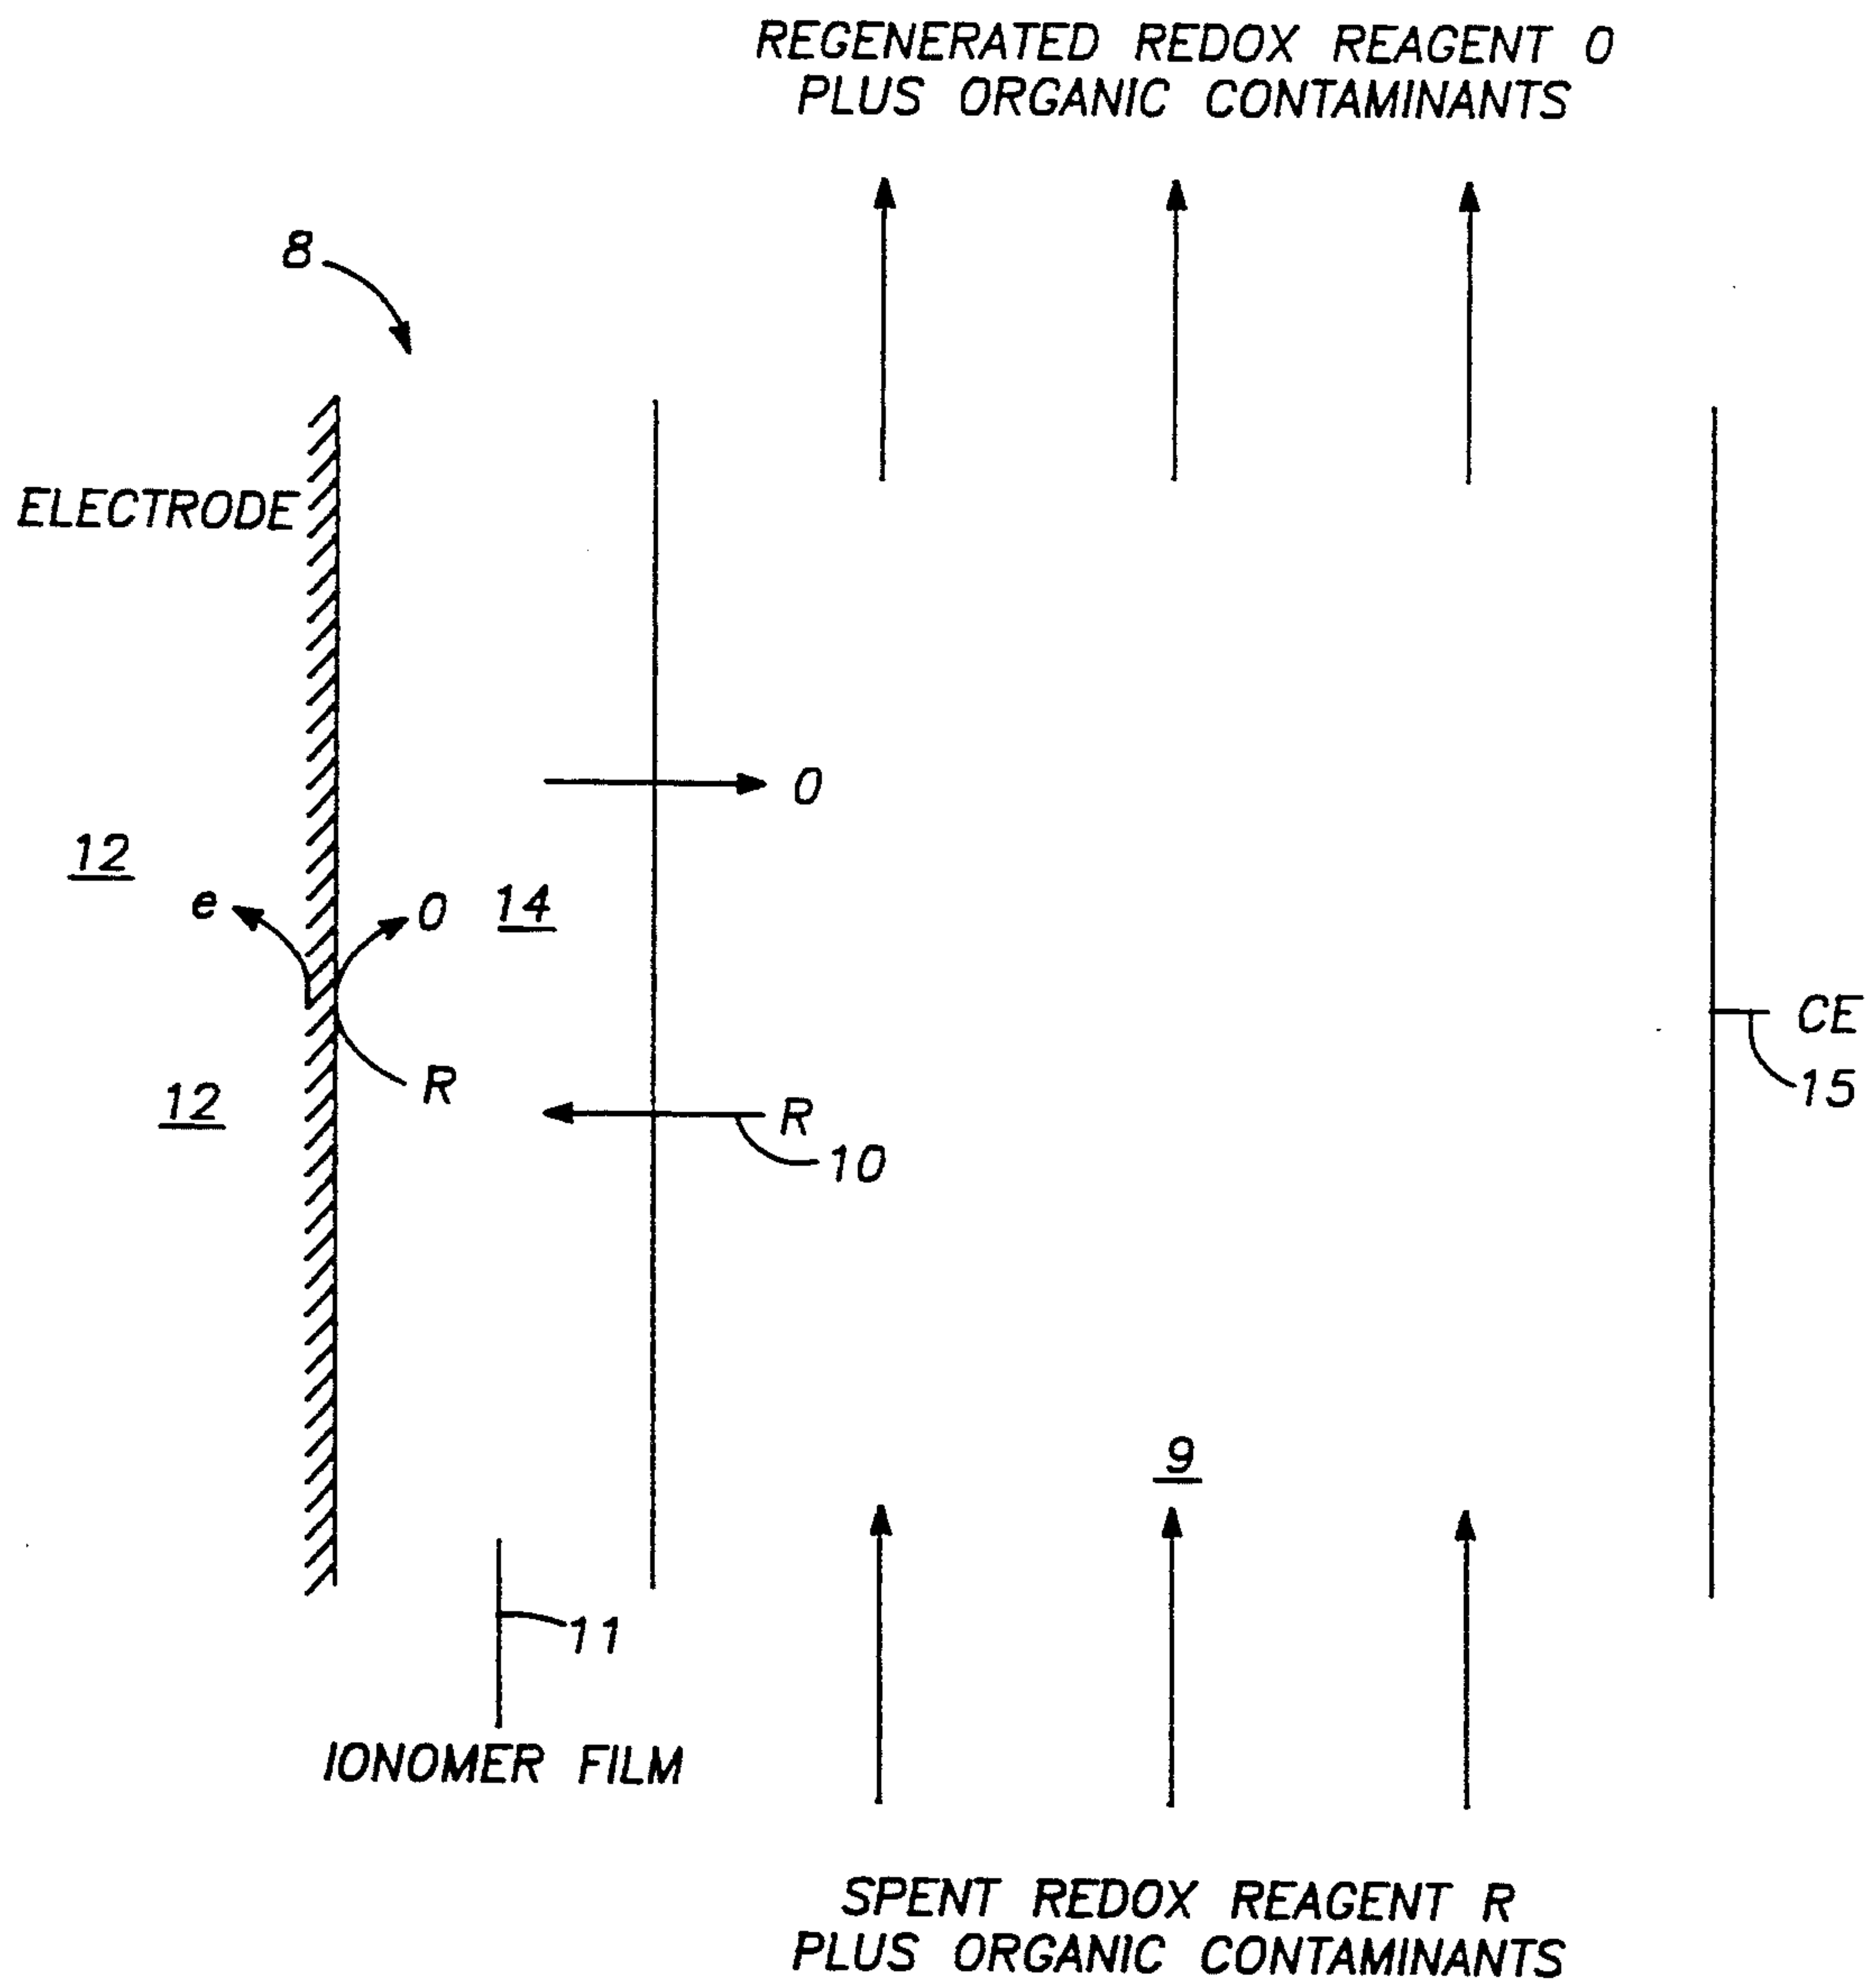 REGENERATED REDOX REAGENT O
PLUS ORGANIC CONTAMINANTS
8
ELECTRODE
O
12
e
O
14
CE
R
12
R
15
10
9
11
IONOMER FILM
SPENT REDOX REAGENT R
PLUS ORGANIC CONTAMINANTS